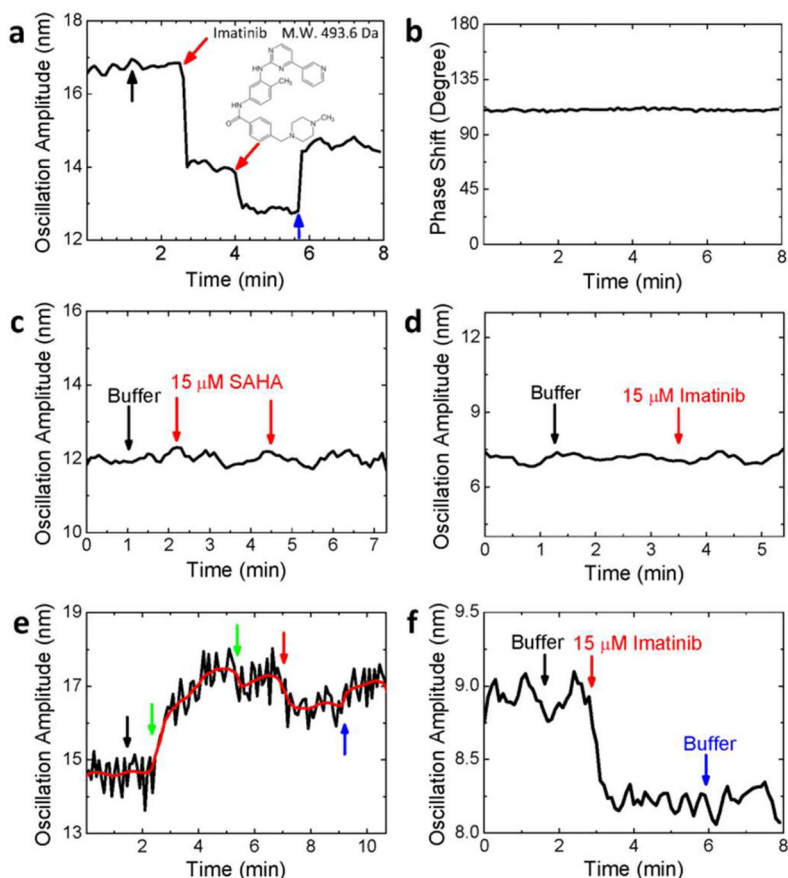 a
Imatinib M.W. 493.6 Da
Oscillation Amplitude (nm)
18
16
14
12
2
4
6
8
Time (min)
N
N
N
HN
CH₃
HN
O
N
N
CH₃
b
Phase Shift (Degree)
180
135
90
45
0
0
2
4
6
8
Time (min)
c
Oscillation Amplitude (nm)
16
14
12
10
Buffer
15 μM SAHA
0
1
2
3
4
5
6
7
Time (min)
d
Oscillation Amplitude (nm)
12
9
6
Buffer
15 μM Imatinib
0
1
2
3
4
5
Time (min)
e
Oscillation Amplitude (nm)
19
17
15
13
2
4
6
8
10
Time (min)
f
Oscillation Amplitude (nm)
9.5
9.0
8.5
8.0
Buffer
15 μM Imatinib
Buffer
0
2
4
6
8
Time (min)